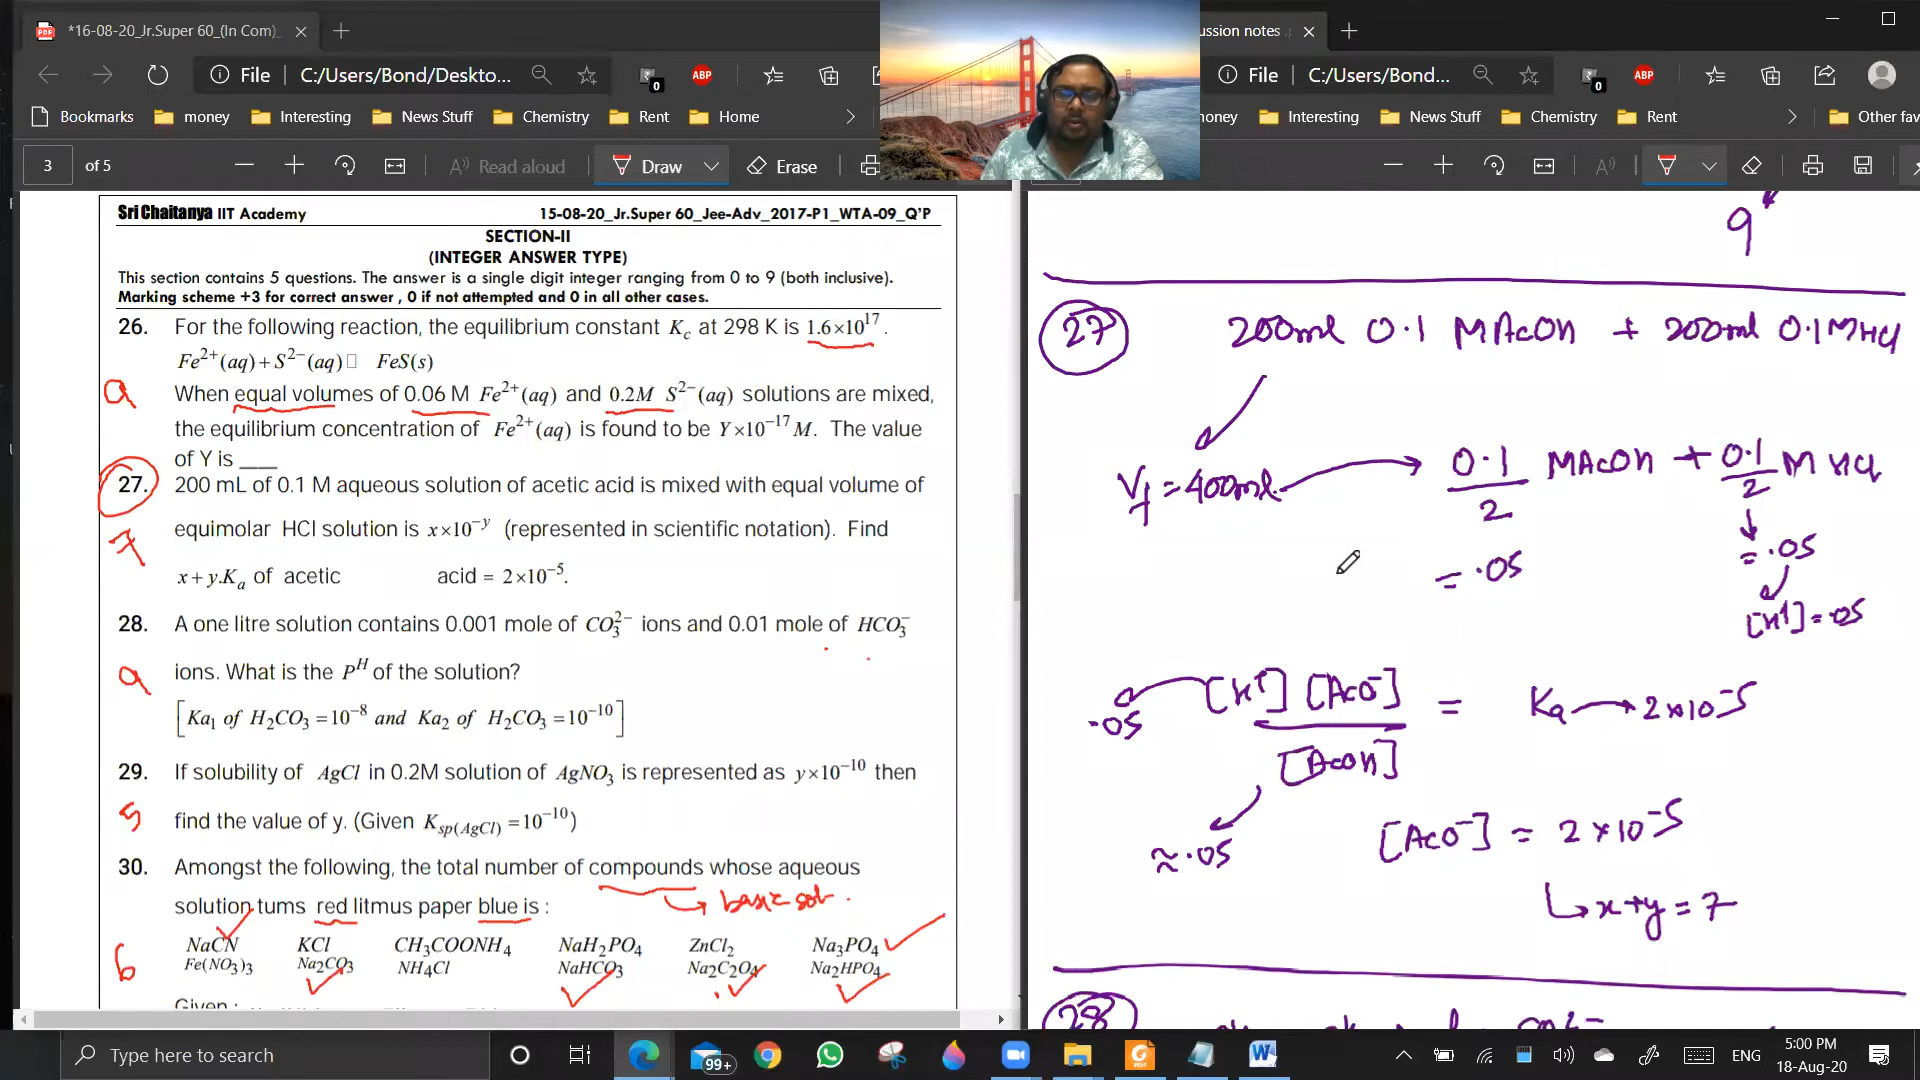 *16-08-20_Jr.Super 60_(In Com)_
ussion notes .
File C:/Users/Bond/Deskto...
0
ABP
File C:/Users/Bond...
0
ABP
Bookmarks money Interesting News Stuff Chemistry Rent Home
oney Interesting News Stuff Chemistry Rent Other fav
3 of 5
Read aloud Draw Erase
Sri Chaitanya IIT Academy 15-08-20_Jr.Super 60_Jee-Adv_2017-P1_WTA-09_Q'P
SECTION-II
(INTEGER ANSWER TYPE)
This section contains 5 questions. The answer is a single digit integer ranging from 0 to 9 (both inclusive).
Marking scheme +3 for correct answer , 0 if not attempted and 0 in all other cases.
26. For the following reaction, the equilibrium constant K_c at 298 K is 1.6×10^17.
Fe^2+(aq)+S^2−(aq)□ FeS(s)
9
When equal volumes of 0.06 M Fe^2+(aq) and 0.2M S^2−(aq) solutions are mixed,
the equilibrium concentration of Fe^2+(aq) is found to be Y×10^−17 M. The value
of Y is ___
27. 200 mL of 0.1 M aqueous solution of acetic acid is mixed with equal volume of
equimolar HCl solution is x×10^−y (represented in scientific notation). Find
7
x+y.K_a of acetic acid = 2×10^−5.
28. A one litre solution contains 0.001 mole of CO3^2− ions and 0.01 mole of HCO3^−
9
ions. What is the P^H of the solution?
[Ka1 of H2CO3=10^−8 and Ka2 of H2CO3=10^−10]
29. If solubility of AgCl in 0.2M solution of AgNO3 is represented as y×10^−10 then
5
find the value of y. (Given K_sp(AgCl)=10^−10)
30. Amongst the following, the total number of compounds whose aqueous
solution turns red litmus paper blue is :
basic sol.
6
NaCN KCl CH3COONH4 NaH2PO4 ZnCl2 Na3PO4
Fe(NO3)3 Na2CO3 NH4Cl NaHCO3 Na2C2O4 Na2HPO4
Given :
9
27 200ml 0.1 MAcOH + 200ml 0.1MHCl
Vf = 400ml → 0.1/2 MAcOH + 0.1/2 M HCl
= .05 = .05
[H+] = .05
[H+] [AcO−] / [AcOH] = Ka → 2×10^−5
.05
≈ .05
[AcO−] = 2×10^−5
↳ x+y = 7
28
Type here to search
99+
ENG
5:00 PM
18-Aug-20